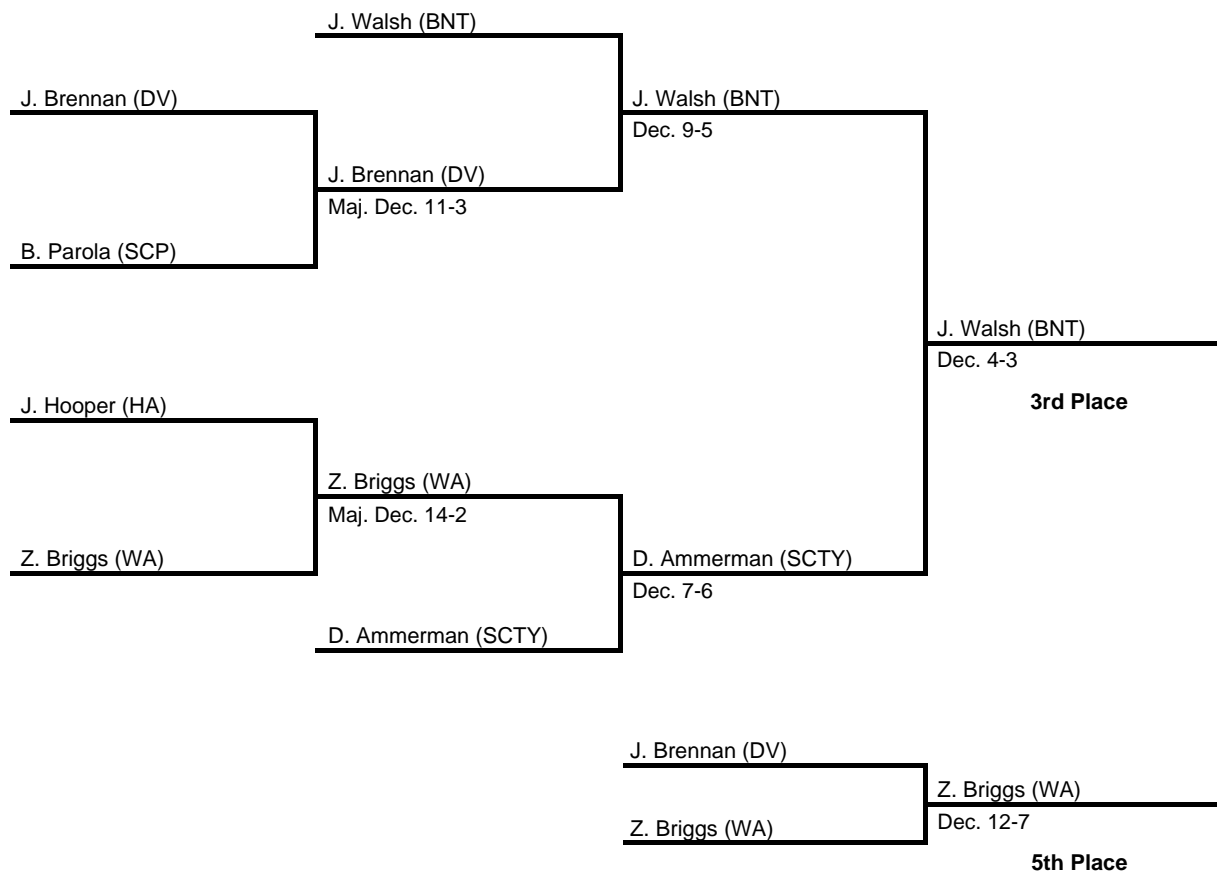 J. Walsh (BNT)
J. Brennan (DV)
J. Walsh (BNT)
Dec. 9-5
J. Brennan (DV)
Maj. Dec. 11-3
B. Parola (SCP)
J. Walsh (BNT)
Dec. 4-3
3rd Place
J. Hooper (HA)
Z. Briggs (WA)
Maj. Dec. 14-2
Z. Briggs (WA)
D. Ammerman (SCTY)
Dec. 7-6
D. Ammerman (SCTY)
J. Brennan (DV)
Z. Briggs (WA)
Dec. 12-7
Z. Briggs (WA)
5th Place